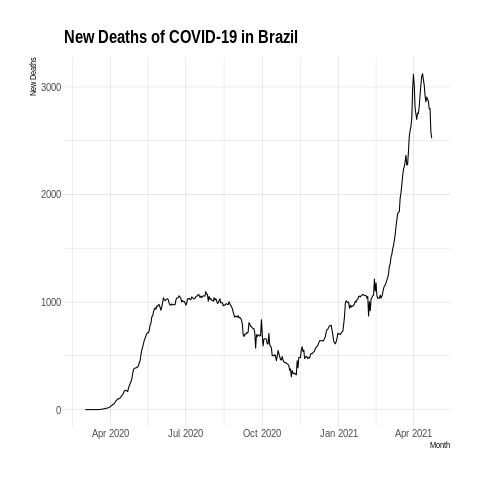 New Deaths of COVID-19 in Brazil
New Deaths
3000
2000
1000
0
Apr 2020 Jul 2020 Oct 2020 Jan 2021 Apr 2021
Month